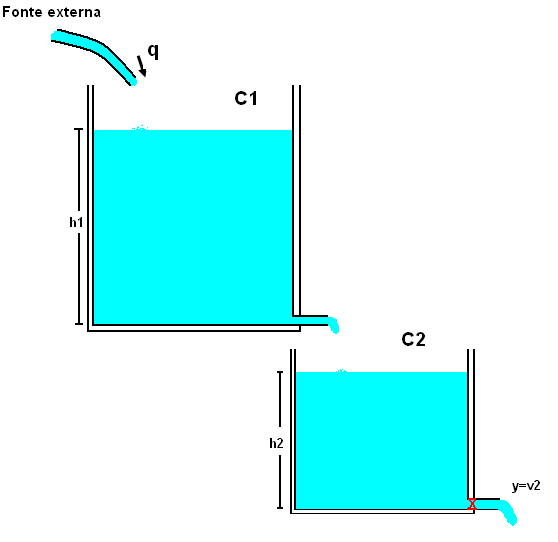 Fonte externa
q
C1
h1
C2
h2
y=v2